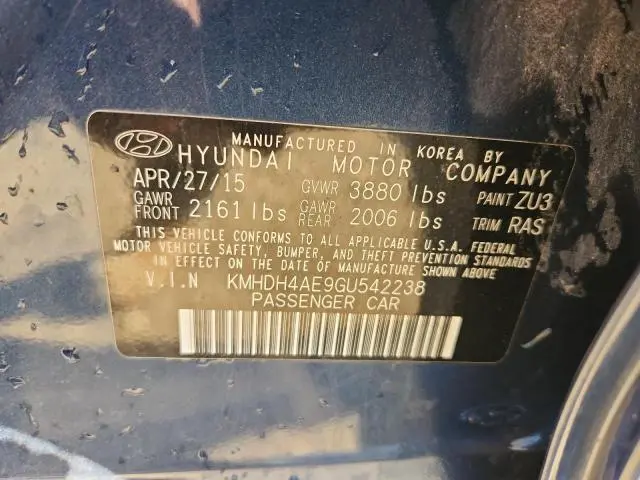 MANUFACTURED IN KOREA BY
HYUNDAI MOTOR COMPANY
APR/27/15 GVWR 3880 lbs PAINT ZU3
GAWR FRONT 2161 lbs GAWR REAR 2006 lbs TRIM RAS
THIS VEHICLE CONFORMS TO ALL APPLICABLE U.S.A. FEDERAL
MOTOR VEHICLE SAFETY, BUMPER, AND THEFT PREVENTION STANDARDS
IN EFFECT ON THE DATE OF MANUFACTURE SHOWN ABOVE
V.I.N KMHDH4AE9GU542238
PASSENGER CAR